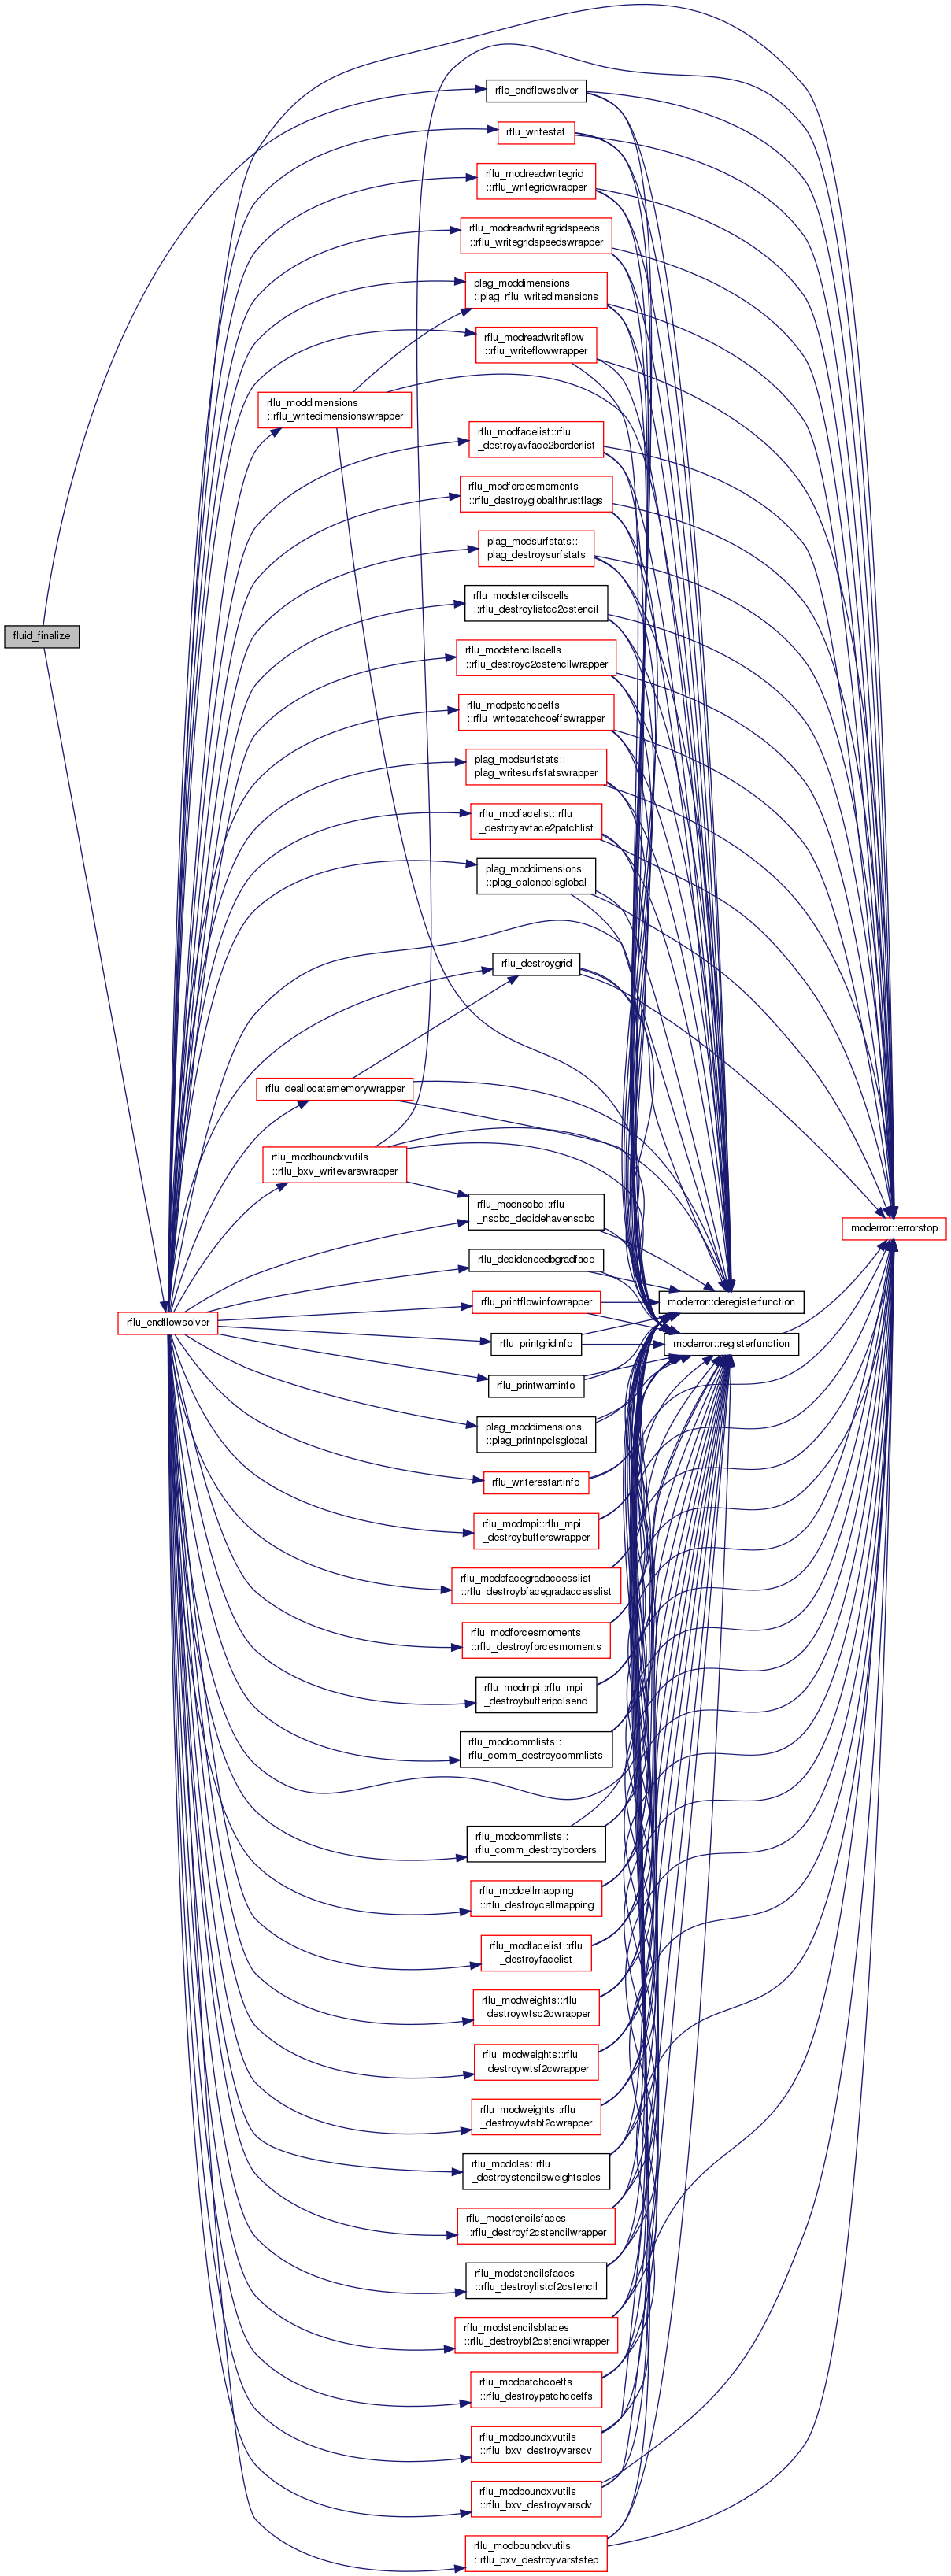 rflo_endflowsolver
rflu_writestat
rflu_modreadwritegrid
::rflu_writegridwrapper
rflu_modreadwritegridspeeds
::rflu_writegridspeedswrapper
plag_moddimensions
::plag_rflu_writedimensions
rflu_modreadwriteflow
::rflu_writeflowwrapper
rflu_moddimensions
::rflu_writedimensionswrapper
rflu_modfacelist::rflu
_destroyavface2borderlist
rflu_modforcesmoments
::rflu_destroyglobalthrustflags
plag_modsurfstats::
plag_destroysurfstats
rflu_modstencilscells
::rflu_destroylistcc2cstencil
fluid_finalize
rflu_modstencilscells
::rflu_destroyc2cstencilwrapper
rflu_modpatchcoeffs
::rflu_writepatchcoeffswrapper
plag_modsurfstats::
plag_writesurfstatswrapper
rflu_modfacelist::rflu
_destroyavface2patchlist
plag_moddimensions
::plag_calcnpclsglobal
rflu_destroygrid
rflu_deallocatememorywrapper
rflu_modboundxvutils
::rflu_bxv_writevarswrapper
rflu_modnscbc::rflu
_nscbc_decidehavenscbc
moderror::errorstop
rflu_decideneedbgradface
rflu_printflowinfowrapper
moderror::deregisterfunction
rflu_endflowsolver
rflu_printgridinfo
moderror::registerfunction
rflu_printwarninfo
plag_moddimensions
::plag_printnpclsglobal
rflu_writerestartinfo
rflu_modmpi::rflu_mpi
_destroybufferswrapper
rflu_modbfacegradaccesslist
::rflu_destroybfacegradaccesslist
rflu_modforcesmoments
::rflu_destroyforcesmoments
rflu_modmpi::rflu_mpi
_destroybufferipclsend
rflu_modcommlists::
rflu_comm_destroycommlists
rflu_modcommlists::
rflu_comm_destroyborders
rflu_modcellmapping
::rflu_destroycellmapping
rflu_modfacelist::rflu
_destroyfacelist
rflu_modweights::rflu
_destroywtsc2cwrapper
rflu_modweights::rflu
_destroywtsf2cwrapper
rflu_modweights::rflu
_destroywtsbf2cwrapper
rflu_modoles::rflu
_destroystencilsweightsoles
rflu_modstencilsfaces
::rflu_destroyf2cstencilwrapper
rflu_modstencilsfaces
::rflu_destroylistcf2cstencil
rflu_modstencilsbfaces
::rflu_destroybf2cstencilwrapper
rflu_modpatchcoeffs
::rflu_destroypatchcoeffs
rflu_modboundxvutils
::rflu_bxv_destroyvarscv
rflu_modboundxvutils
::rflu_bxv_destroyvarsdv
rflu_modboundxvutils
::rflu_bxv_destroyvarststep